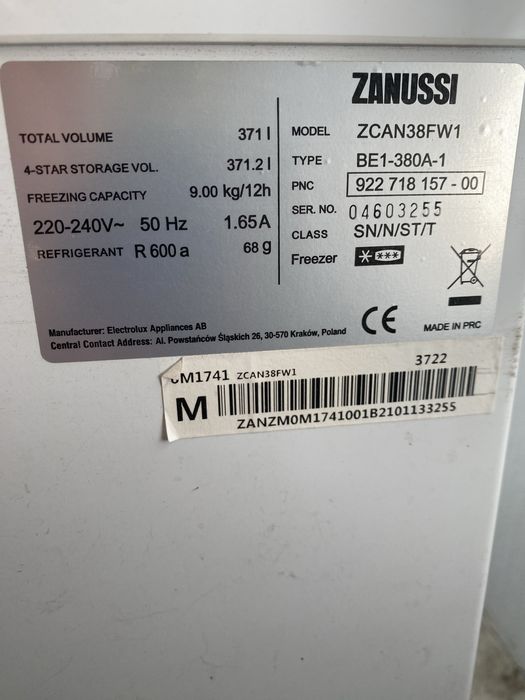 ZANUSSI
TOTAL VOLUME 371 l
4-STAR STORAGE VOL. 371.2 l
FREEZING CAPACITY 9.00 kg/12h
220-240V~ 50 Hz 1.65A
REFRIGERANT R 600 a 68 g
MODEL ZCAN38FW1
TYPE BE1-380A-1
PNC 922 718 157 - 00
SER. NO. 04603255
CLASS SN/N/ST/T
Freezer
Manufacturer: Electrolux Appliances AB
Central Contact Address: Al. Powstańców Śląskich 26, 30-570 Kraków, Poland
CE
MADE IN PRC
M1741 ZCAN38FW1 3722
M
ZANZM0M1741001B2101133255